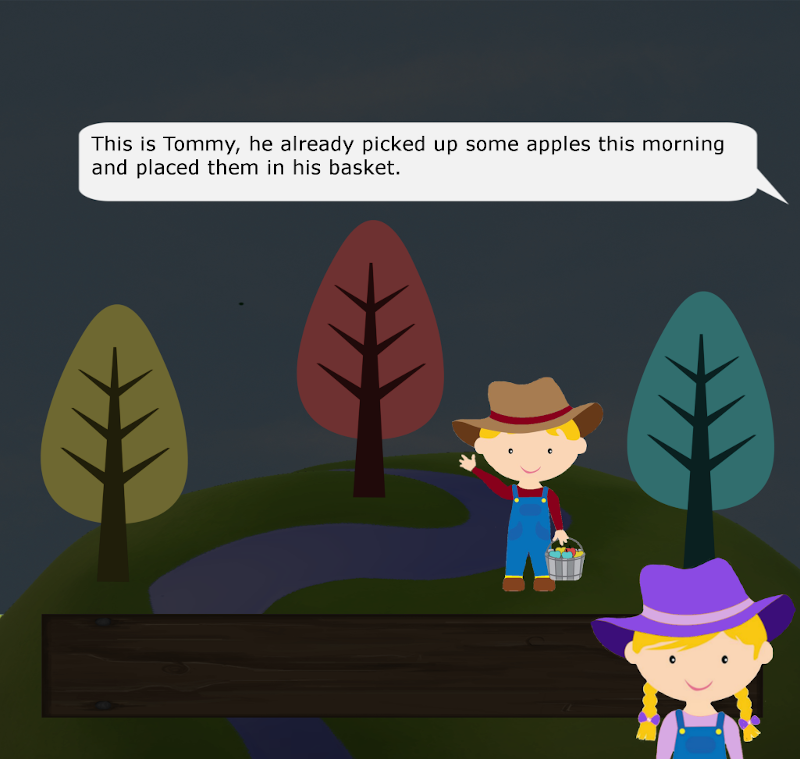 This is Tommy, he already picked up some apples this morning
and placed them in his basket.